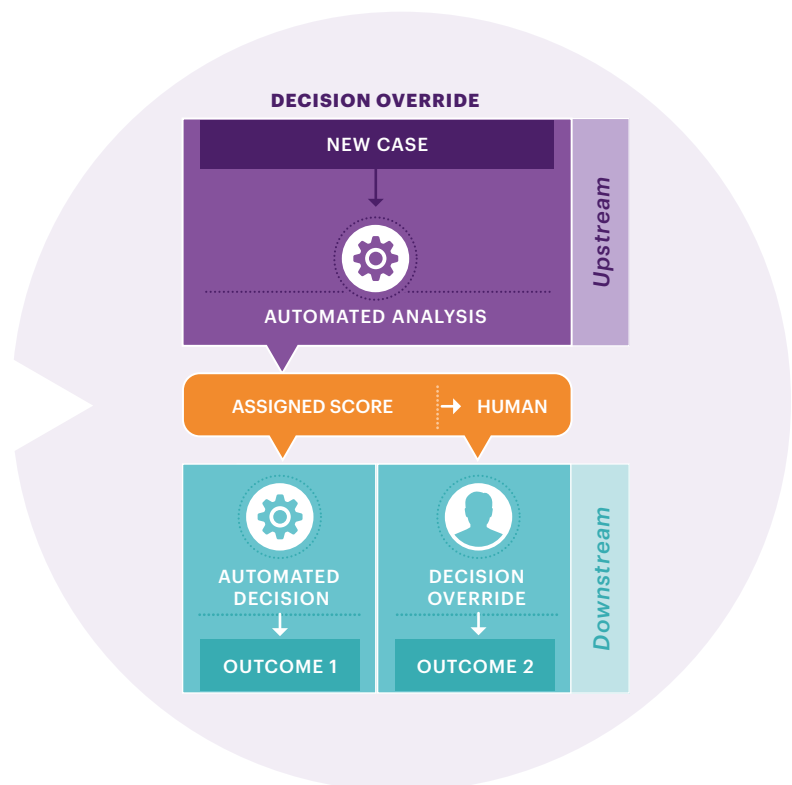 DECISION OVERRIDE
NEW CASE
AUTOMATED ANALYSIS
Upstream
ASSIGNED SCORE
HUMAN
AUTOMATED
DECISION
OUTCOME 1
DECISION
OVERRIDE
OUTCOME 2
Downstream